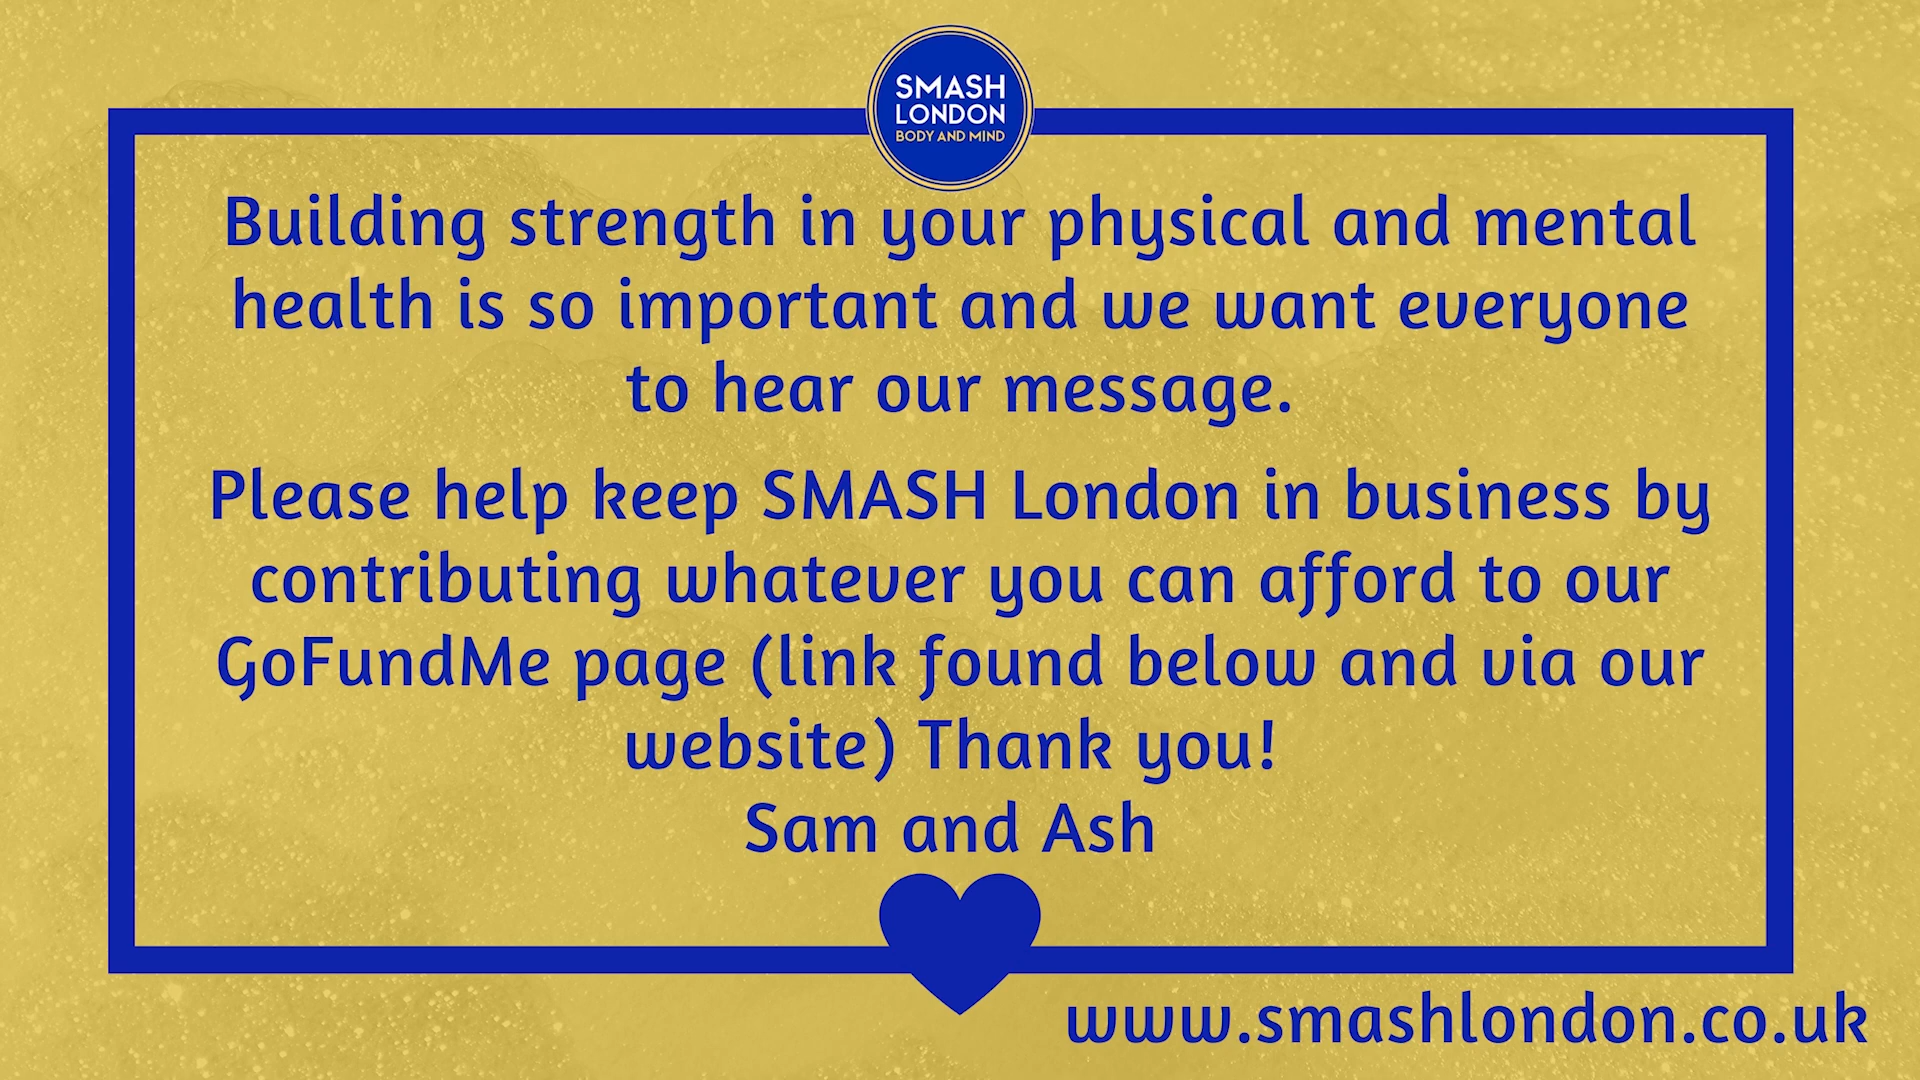 SMASH
LONDON
BODY AND MIND
Building strength in your physical and mental
health is so important and we want everyone
to hear our message.
Please help keep SMASH London in business by
contributing whatever you can afford to our
GoFundMe page (link found below and via our
website) Thank you!
Sam and Ash
www.smashlondon.co.uk